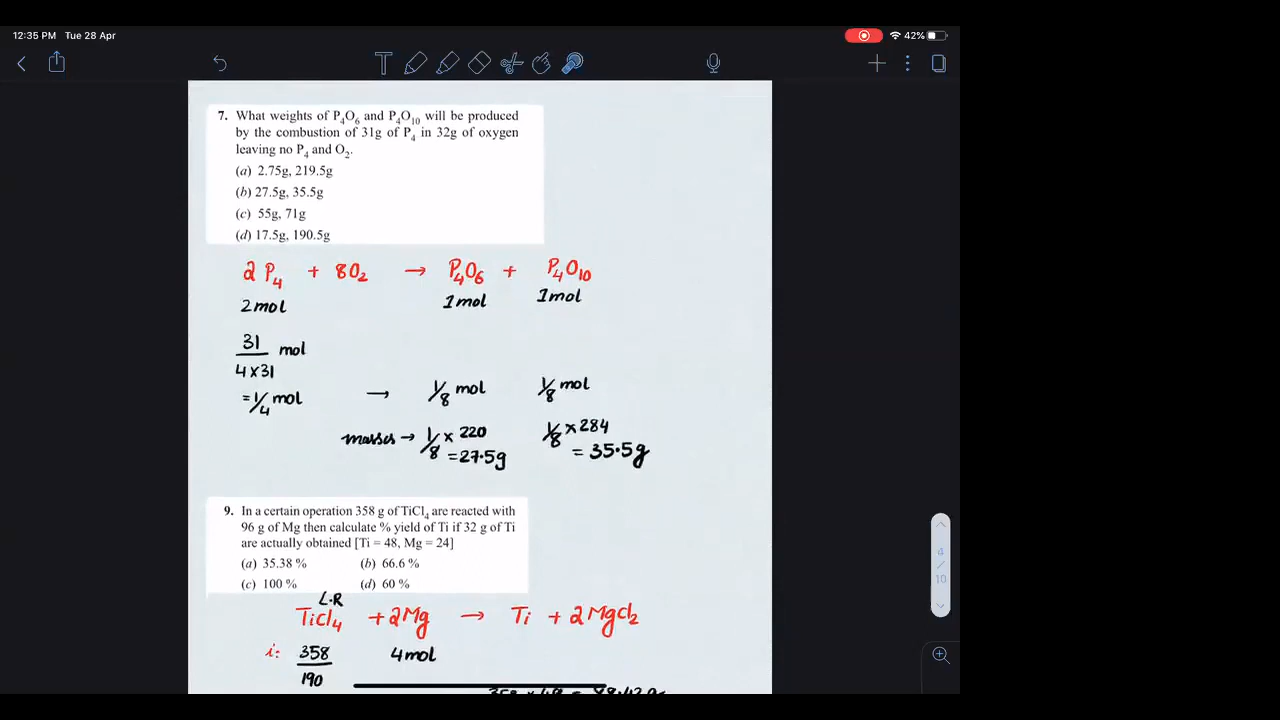 12:35 PM Tue 28 Apr
42%
7. What weights of P₄O₆ and P₄O₁₀ will be produced
by the combustion of 31g of P₄ in 32g of oxygen
leaving no P₄ and O₂.
(a) 2.75g, 219.5g
(b) 27.5g, 35.5g
(c) 55g, 71g
(d) 17.5g, 190.5g
2 P₄ + 8O₂ → P₄O₆ + P₄O₁₀
2mol 1mol 1mol
31/4×31 mol
=1/4 mol → 1/8 mol 1/8 mol
masses → 1/8 × 220 1/8 × 284
=27.5g = 35.5g
9. In a certain operation 358 g of TiCl₄ are reacted with
96 g of Mg then calculate % yield of Ti if 32 g of Ti
are actually obtained [Ti = 48, Mg = 24]
(a) 35.38 % (b) 66.6 %
(c) 100 % (d) 60 %
L.R
TiCl₄ + 2Mg → Ti + 2MgCl₂
i: 358/190 4mol
4
/
10